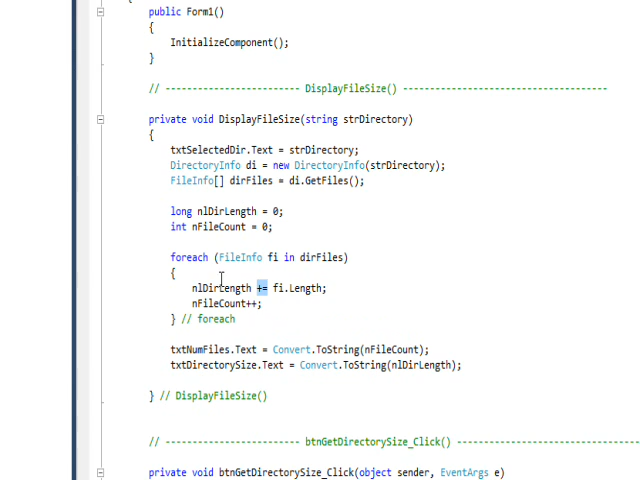 {
public Form1()
{
InitializeComponent();
}
// ------------------------- DisplayFileSize() --------------------------------------
private void DisplayFileSize(string strDirectory)
{
txtSelectedDir.Text = strDirectory;
DirectoryInfo di = new DirectoryInfo(strDirectory);
FileInfo[] dirFiles = di.GetFiles();
long nlDirLength = 0;
int nFileCount = 0;
foreach (FileInfo fi in dirFiles)
{
nlDirLength += fi.Length;
nFileCount++;
} // foreach
txtNumFiles.Text = Convert.ToString(nFileCount);
txtDirectorySize.Text = Convert.ToString(nlDirLength);
} // DisplayFileSize()
// ------------------------- btnGetDirectorySize_Click() ----------------------------------
private void btnGetDirectorySize_Click(object sender, EventArgs e)